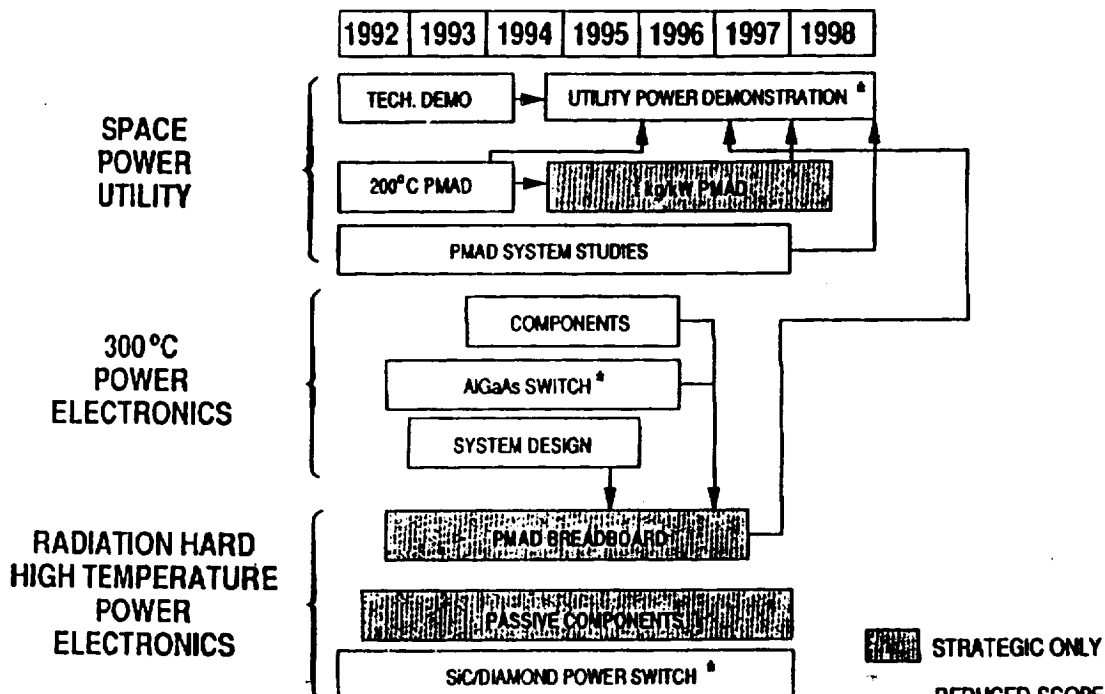 1992 1993 1994 1995 1996 1997 1998
SPACE
POWER
UTILITY
TECH. DEMO
UTILITY POWER DEMONSTRATION *
200°C PMAD
kg/kW PMAD
PMAD SYSTEM STUDIES
300°C
POWER
ELECTRONICS
COMPONENTS
AlGaAs SWITCH *
SYSTEM DESIGN
RADIATION HARD
HIGH TEMPERATURE
POWER
ELECTRONICS
PMAD BREADBOARD
PASSIVE COMPONENTS
SiC/DIAMOND POWER SWITCH *
STRATEGIC ONLY
REDUCED SCOPE